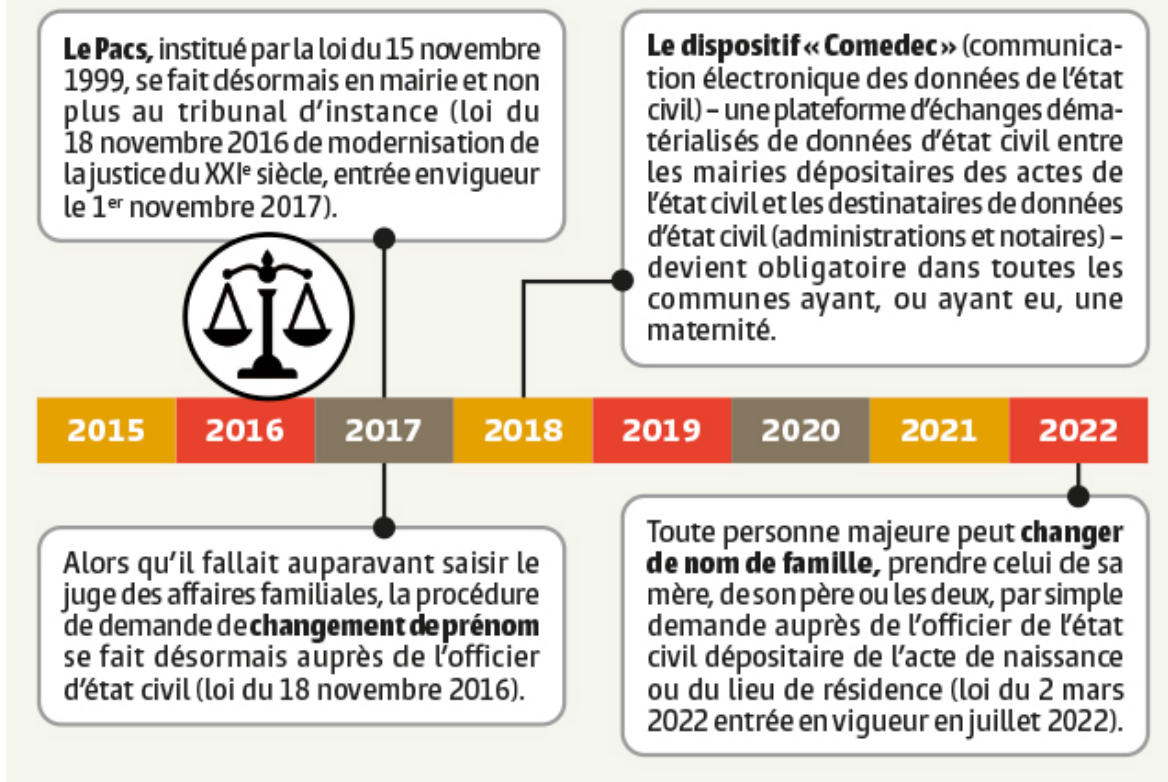 Le Pacs, institué par la loi du 15 novembre
1999, se fait désormais en mairie et non
plus au tribunal d'instance (loi du
18 novembre 2016 de modernisation de
la justice du XXIe siècle, entrée en vigueur
le 1er novembre 2017).
Le dispositif « Comedec » (communica-
tion électronique des données de l'état
civil) – une plateforme d'échanges déma-
térialisés de données d'état civil entre
les mairies dépositaires des actes de
l'état civil et les destinataires de données
d'état civil (administrations et notaires) –
devient obligatoire dans toutes les
communes ayant, ou ayant eu, une
maternité.
2015 2016 2017 2018 2019 2020 2021 2022
Alors qu'il fallait auparavant saisir le
juge des affaires familiales, la procédure
de demande de changement de prénom
se fait désormais auprès de l'officier
d'état civil (loi du 18 novembre 2016).
Toute personne majeure peut changer
de nom de famille, prendre celui de sa
mère, de son père ou les deux, par simple
demande auprès de l'officier de l'état
civil dépositaire de l'acte de naissance
ou du lieu de résidence (loi du 2 mars
2022 entrée en vigueur en juillet 2022).